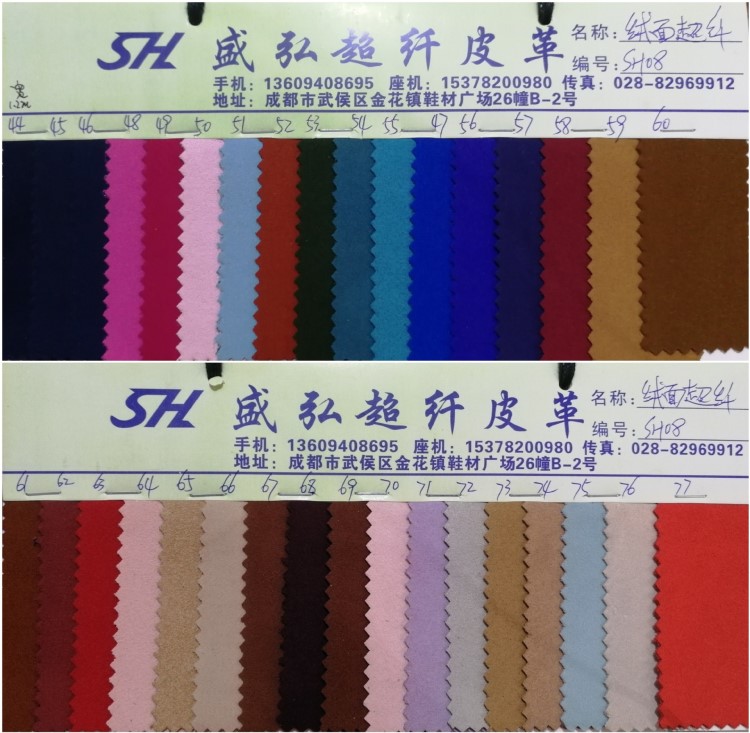 SH 盛弘超纤皮革 名称:绒面超纤
编号:SH08
手机:13609408695 座机:15378200980 传真:028-82969912
地址:成都市武侯区金花镇鞋材广场26幢B-2号
宽
1.37M
44 45 46 48 49 50 51 52 53 54 55 47 56 57 58 59 60
SH 盛弘超纤皮革 名称:绒面超纤
编号:SH08
手机:13609408695 座机:15378200980 传真:028-82969912
地址:成都市武侯区金花镇鞋材广场26幢B-2号
61 62 63 64 65 66 67 68 69 70 71 72 73 74 75 76 77